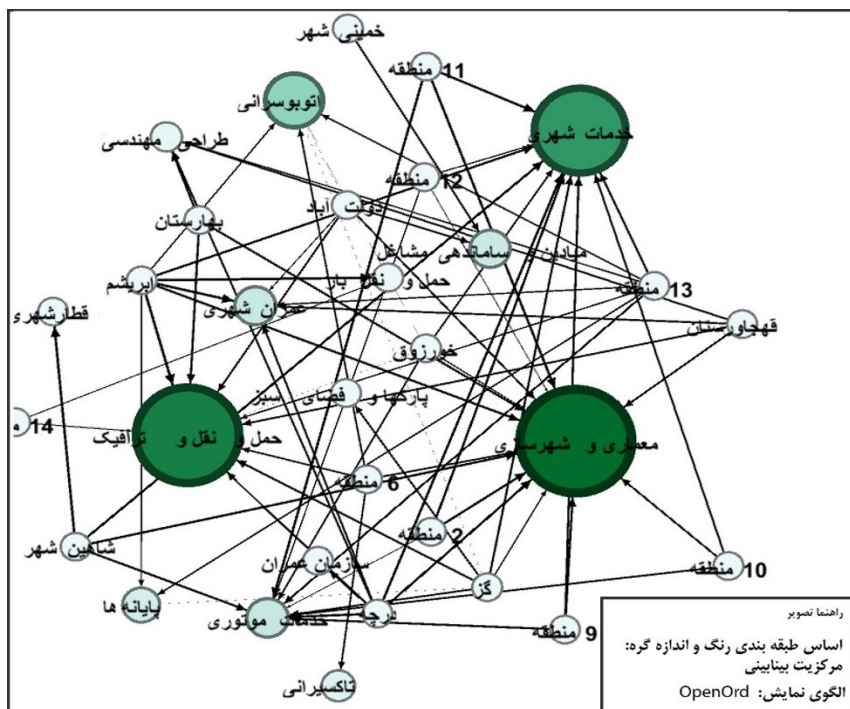 خمینی شهر
منطقه 11
اتوبوسرانی
خدمات شهری
طراحی مهندسی
منطقه 12
دولت آباد
بهارستان
میادین و ساماندهی مشاغل
ابریشم
حمل و نقل بار
منطقه 13
قطارشهری
عمران شهری
قهجاورستان
خورزوق
پارکها و فضای سبز
14
حمل و نقل و ترافیک
معماری و شهرسازی
منطقه 6
شاهین شهر
منطقه 2
سازمان عمران
منطقه 10
گز
پایانه ها
خدمات موتوری
درچه
منطقه 9
تاکسیرانی
راهنما تصویر
اساس طبقه بندی رنگ و اندازه گره:
مرکزیت بینابینی
الگوی نمایش: OpenOrd